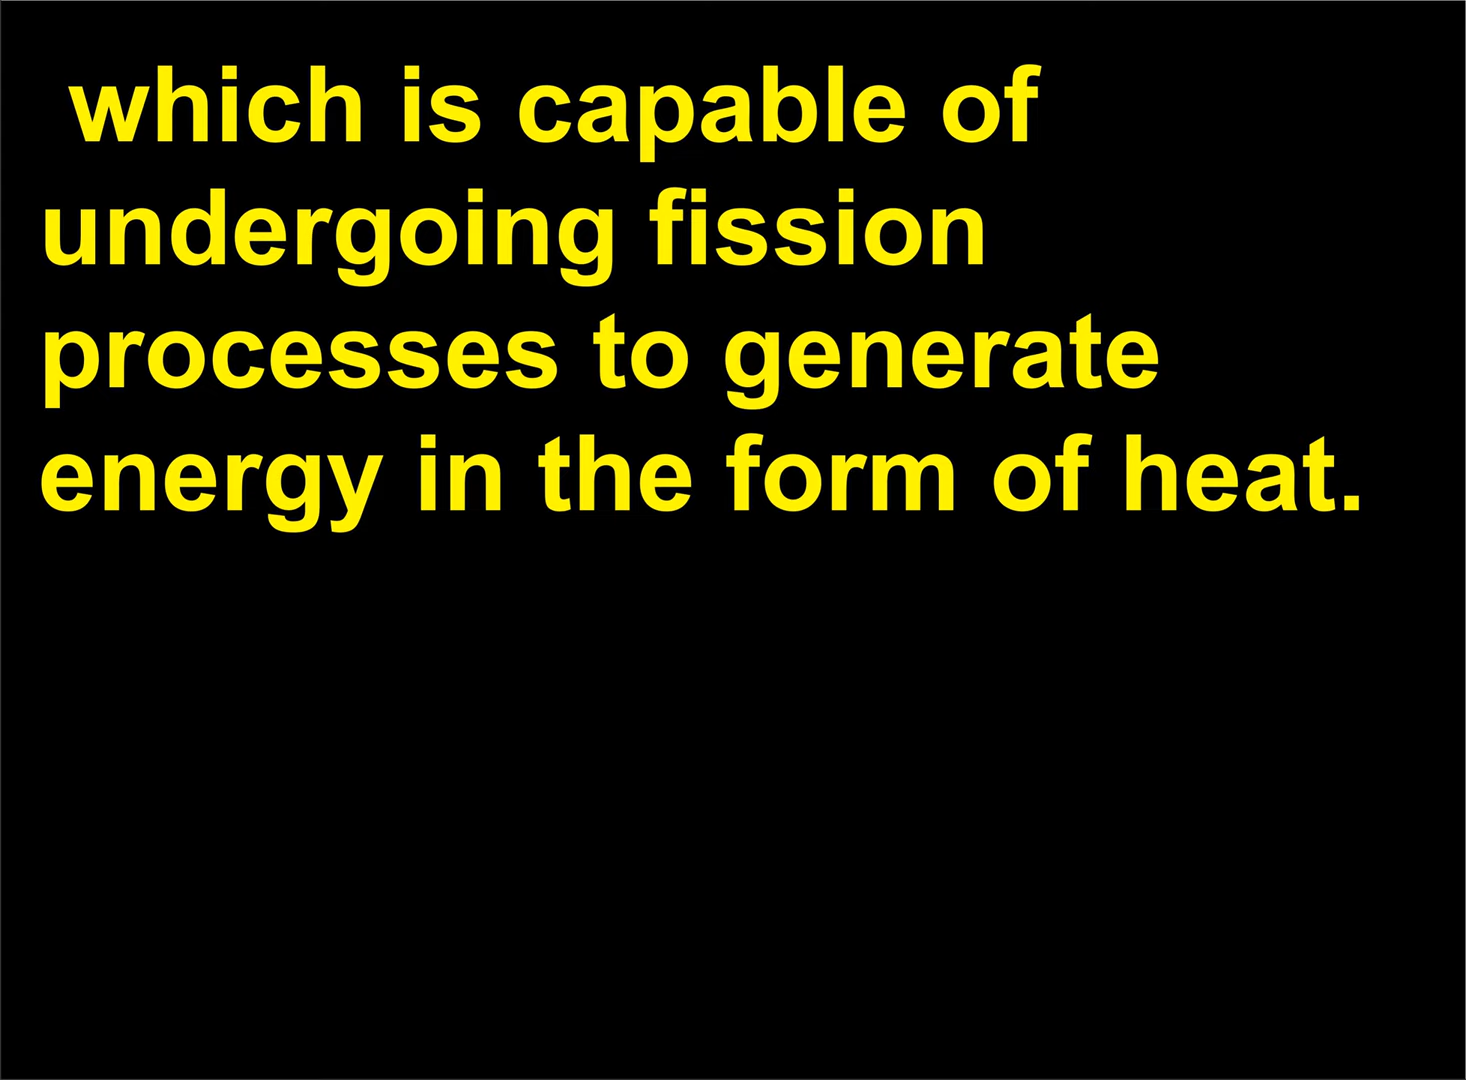 which is capable of
undergoing fission
processes to generate
energy in the form of heat.